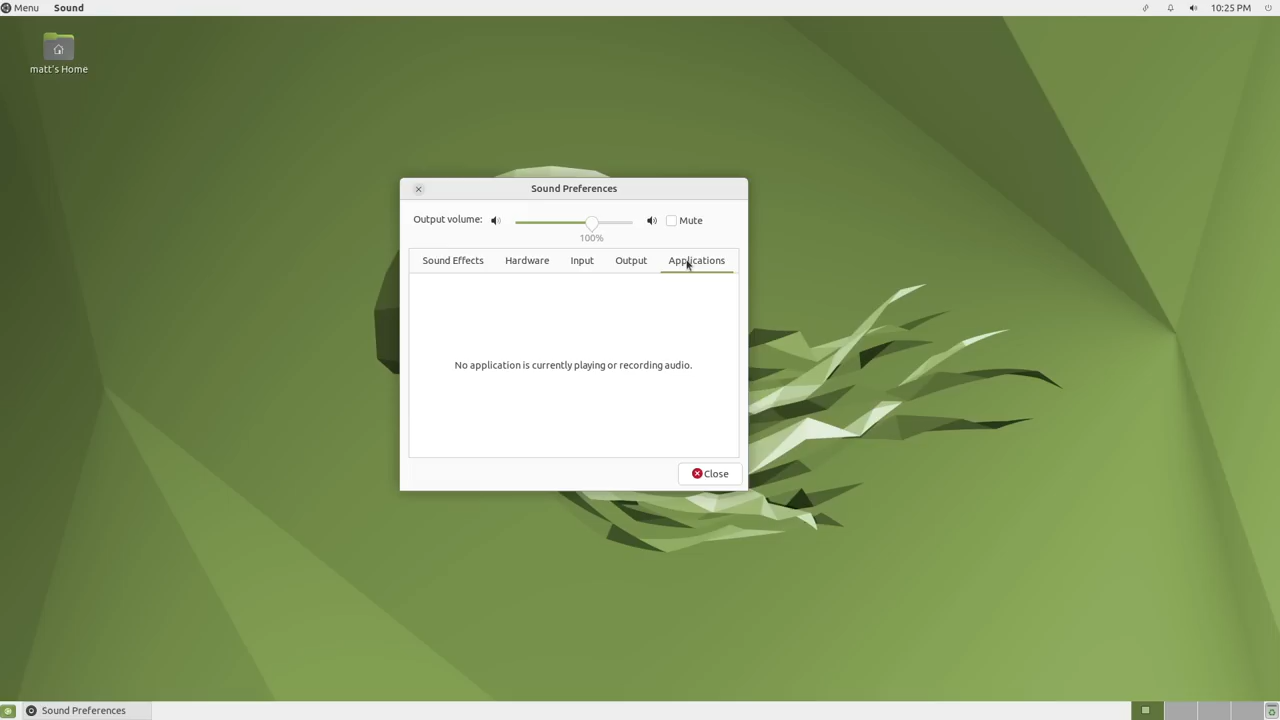 Menu Sound 10:25 PM
matt's Home
Sound Preferences
Output volume: Mute
100%
Sound Effects Hardware Input Output Applications
No application is currently playing or recording audio.
Close
Sound Preferences